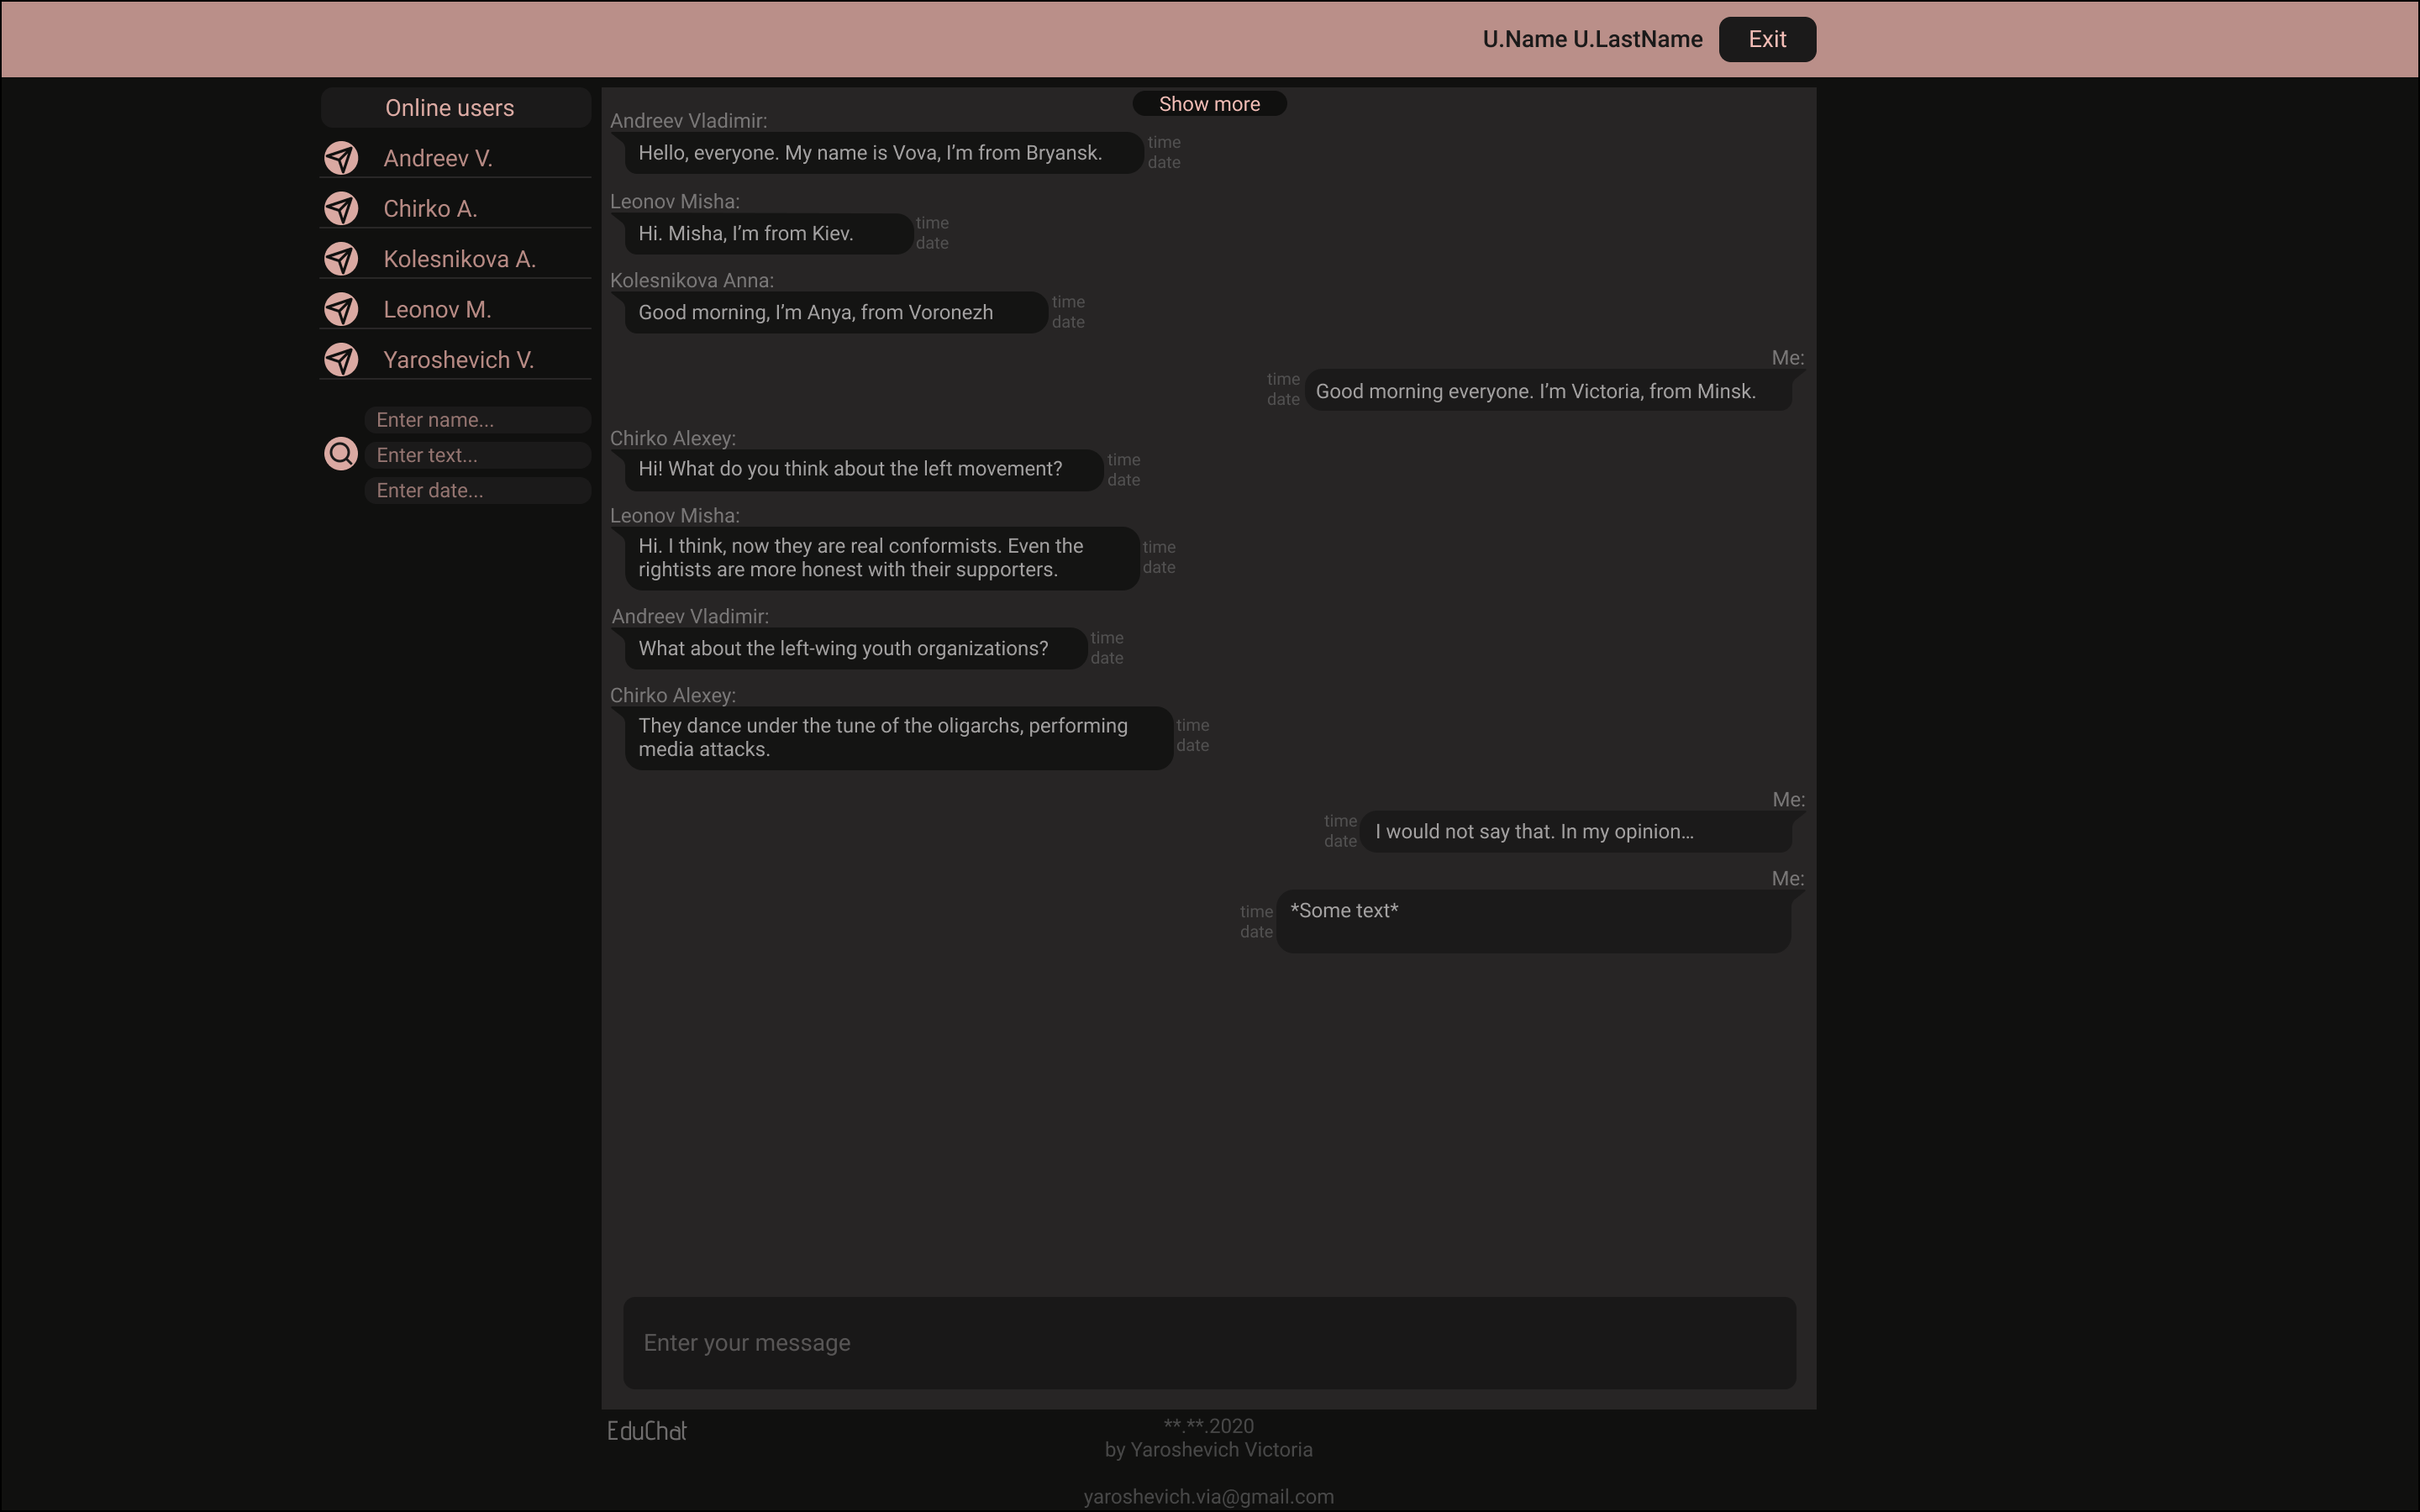 U.Name U.LastName
Exit
Online users
Andreev V.
Chirko A.
Kolesnikova A.
Leonov M.
Yaroshevich V.
Enter name...
Enter text...
Enter date...
Show more
Andreev Vladimir:
Hello, everyone. My name is Vova, I’m from Bryansk.
time
date
Leonov Misha:
Hi. Misha, I’m from Kiev.
time
date
Kolesnikova Anna:
Good morning, I’m Anya, from Voronezh
time
date
Me:
time
date
Good morning everyone. I’m Victoria, from Minsk.
Chirko Alexey:
Hi! What do you think about the left movement?
time
date
Leonov Misha:
Hi. I think, now they are real conformists. Even the
rightists are more honest with their supporters.
time
date
Andreev Vladimir:
What about the left-wing youth organizations?
time
date
Chirko Alexey:
They dance under the tune of the oligarchs, performing
media attacks.
time
date
Me:
time
date
I would not say that. In my opinion...
Me:
time
date
*Some text*
Enter your message
EduChat
**.**.2020
by Yaroshevich Victoria
yaroshevich.via@gmail.com